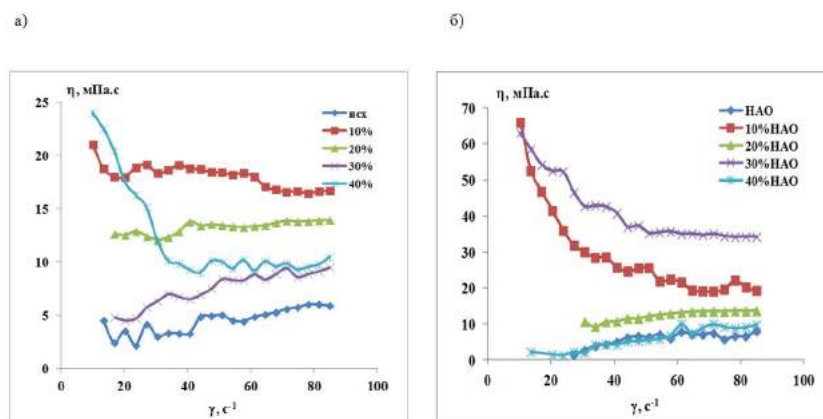 а)
б)
η, мПа.с
25
20
15
10
5
0
0 20 40 60 80 100
γ, с⁻¹
исх
10%
20%
30%
40%
η, мПа.с
70
60
50
40
30
20
10
0
0 20 40 60 80 100
γ, с⁻¹
НАО
10%НАО
20%НАО
30%НАО
40%НАО